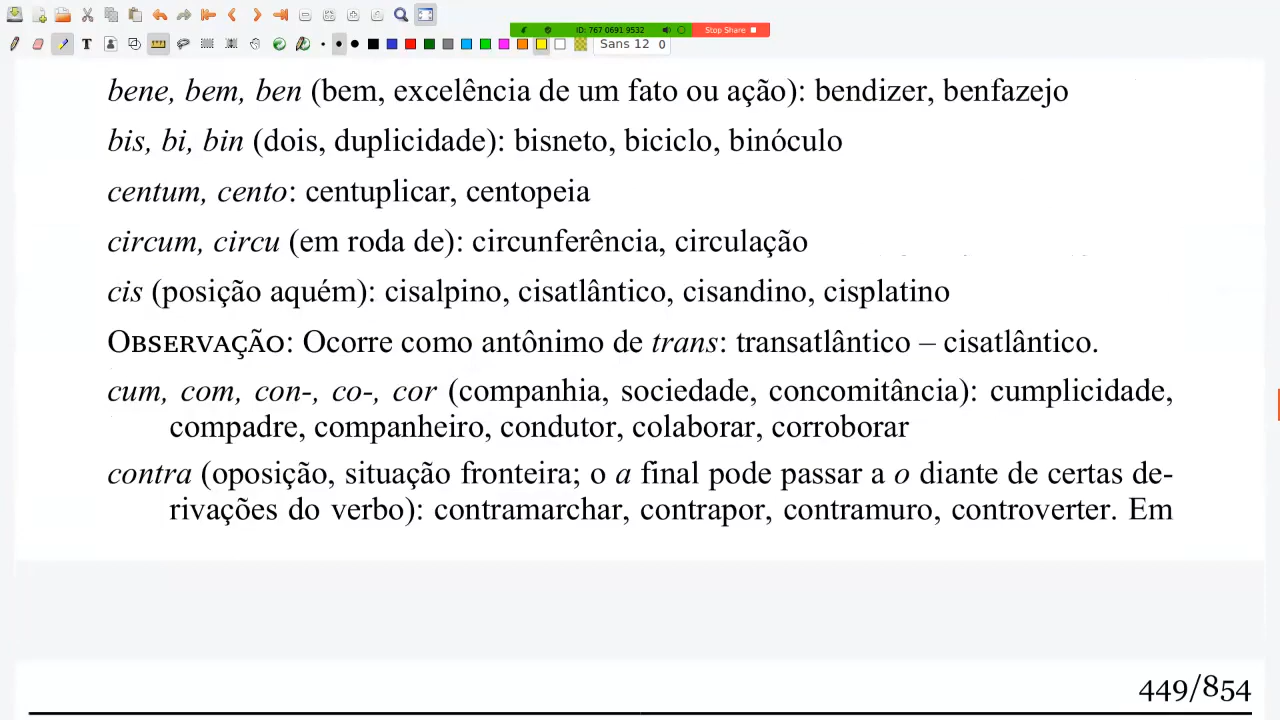 ID: 767 0691 9532
Stop Share
Sans 12
bene, bem, ben (bem, excelência de um fato ou ação): bendizer, benfazejo
bis, bi, bin (dois, duplicidade): bisneto, biciclo, binóculo
centum, cento: centuplicar, centopeia
circum, circu (em roda de): circunferência, circulação
cis (posição aquém): cisalpino, cisatlântico, cisandino, cisplatino
OBSERVAÇÃO: Ocorre como antônimo de trans: transatlântico – cisatlântico.
cum, com, con-, co-, cor (companhia, sociedade, concomitância): cumplicidade,
compadre, companheiro, condutor, colaborar, corroborar
contra (oposição, situação fronteira; o a final pode passar a o diante de certas de-
rivações do verbo): contramarchar, contrapor, contramuro, controverter. Em
449/854